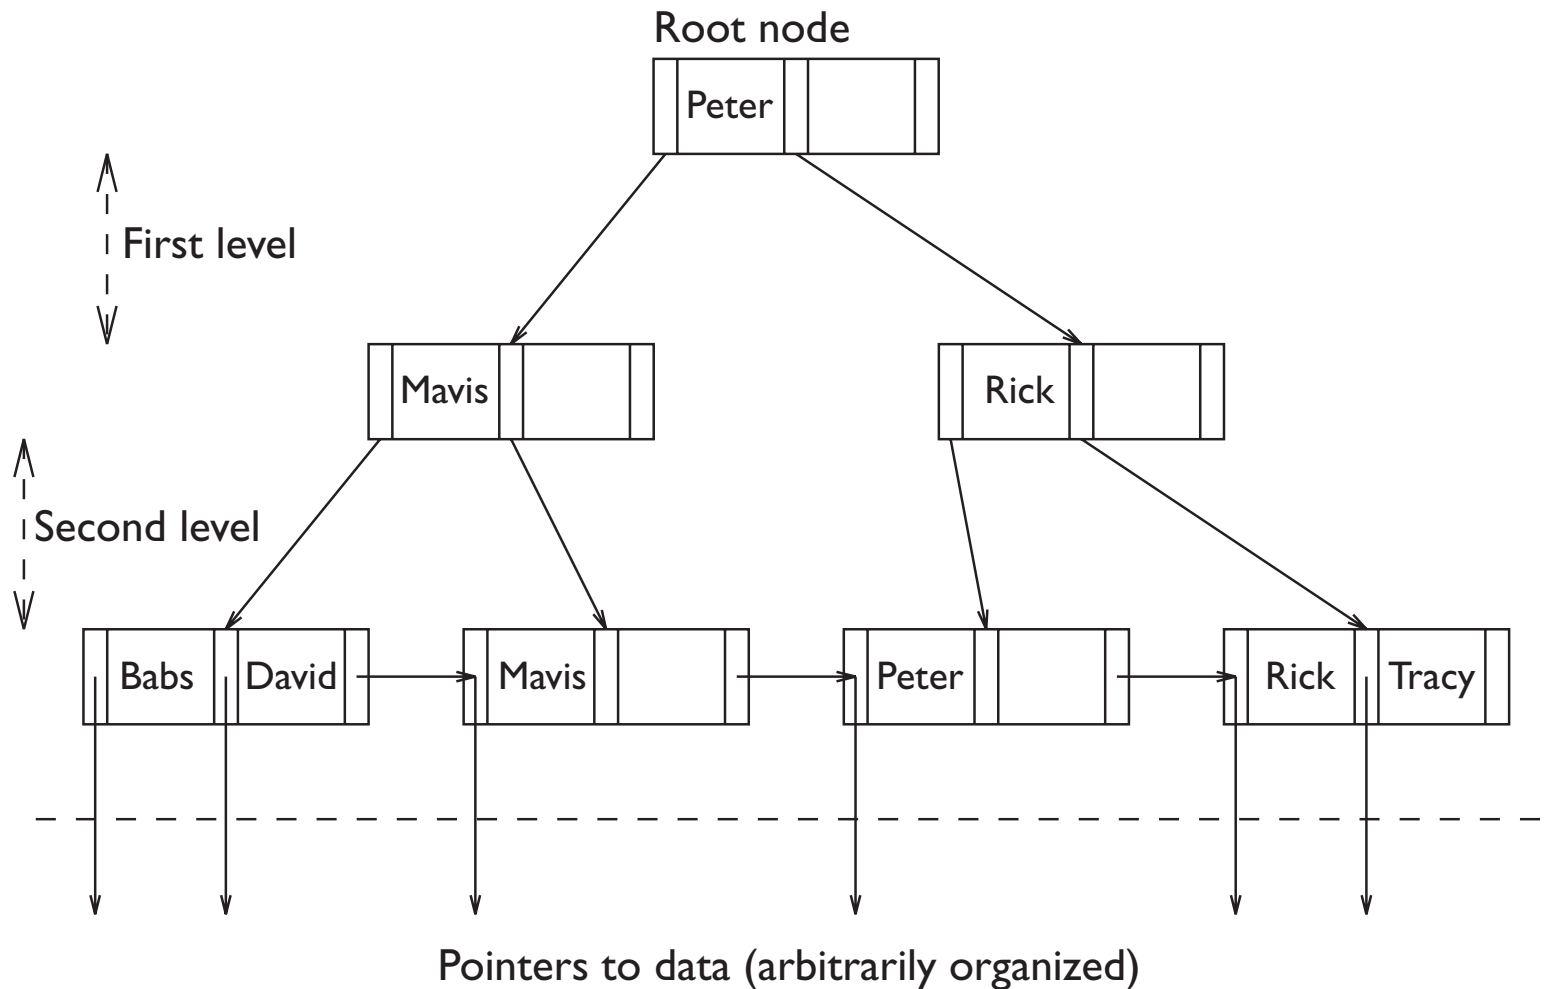 Root node
Peter
First level
Mavis
Rick
Second level
Babs David Mavis Peter Rick Tracy
Pointers to data (arbitrarily organized)